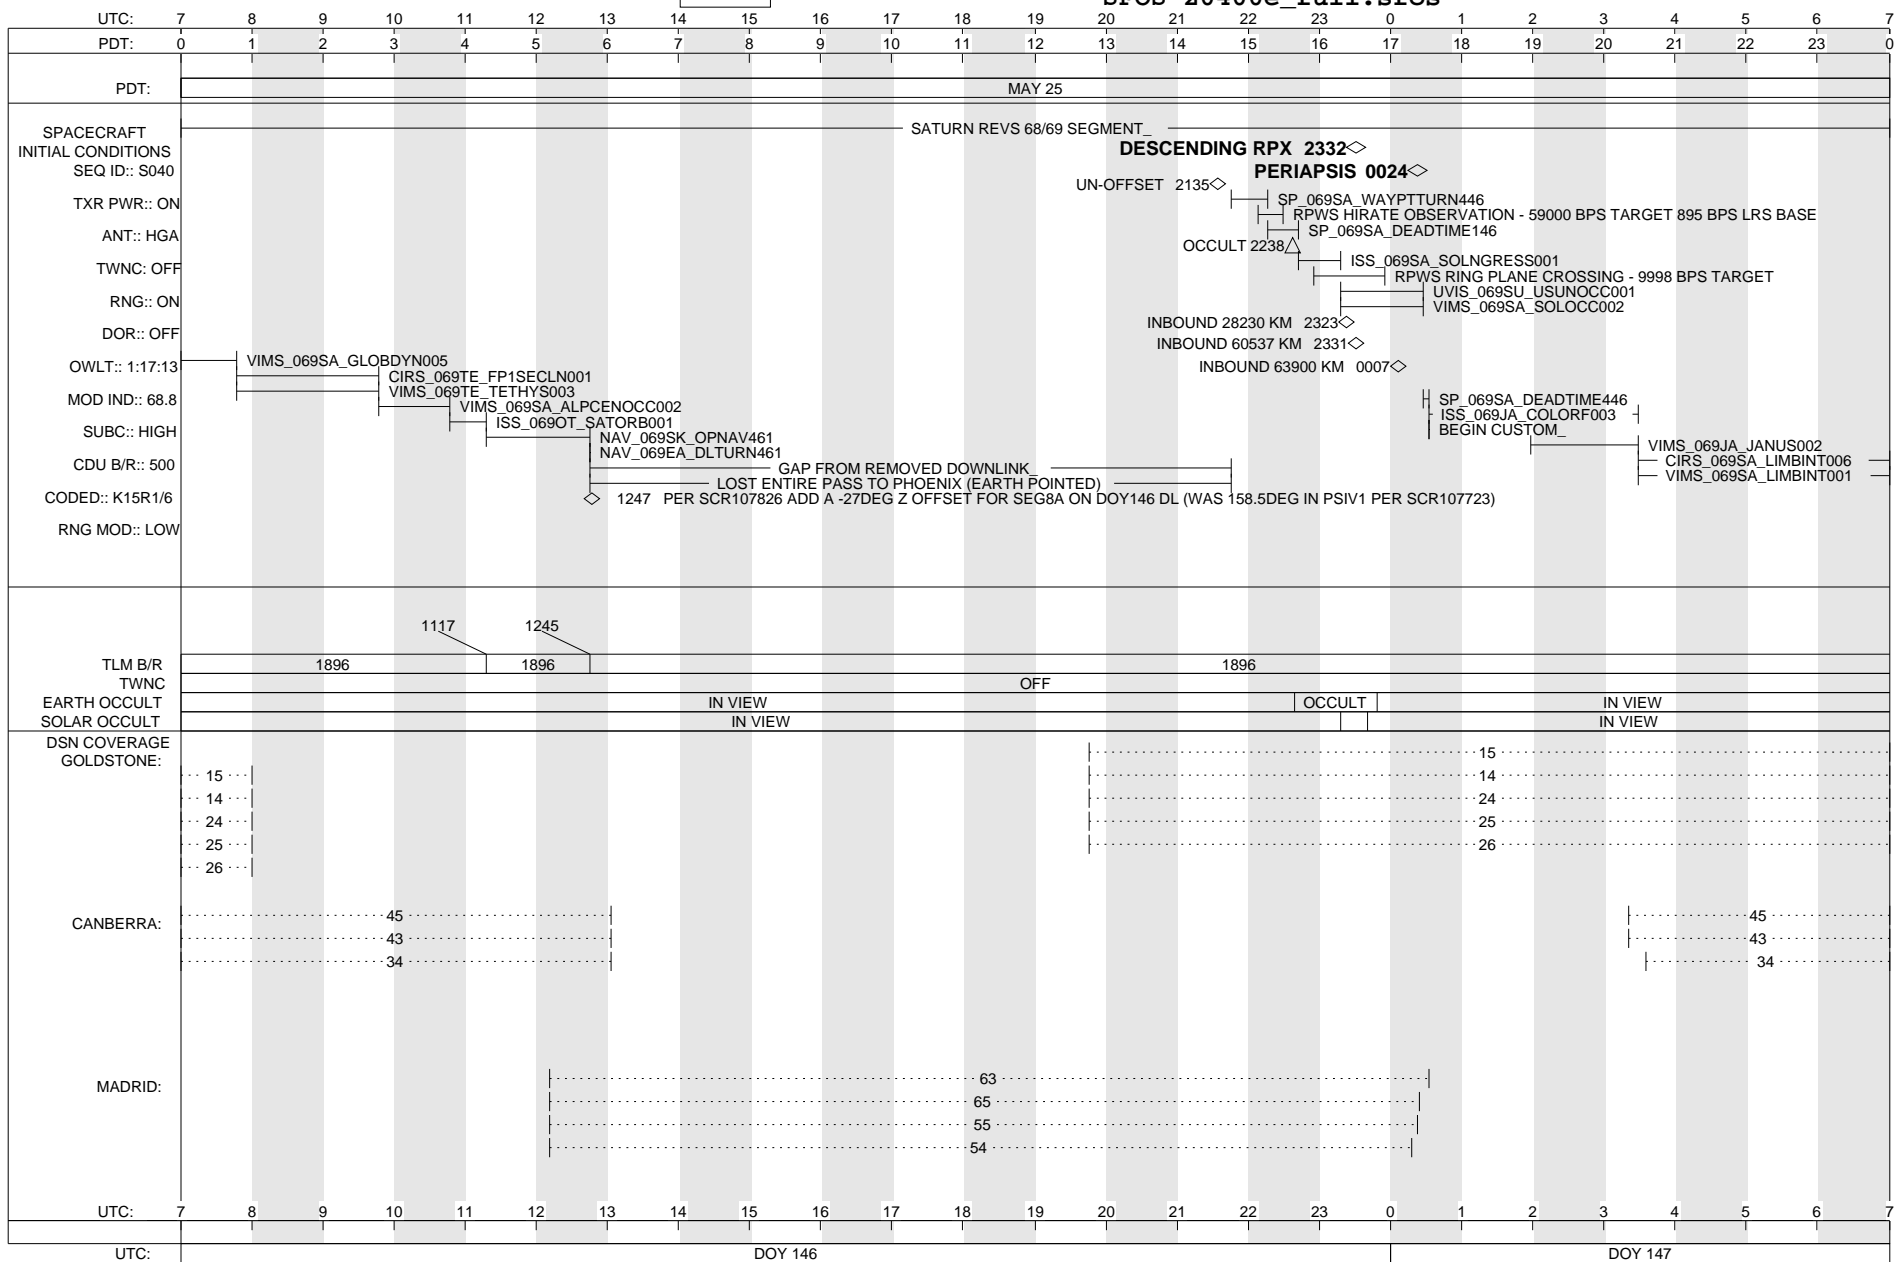 SFOS 20406e_full.sfos
UTC: 7 8 9 10 11 12 13 14 15 16 17 18 19 20 21 22 23 0 1 2 3 4 5 6 7
PDT: 0 1 2 3 4 5 6 7 8 9 10 11 12 13 14 15 16 17 18 19 20 21 22 23 0
PDT: MAY 25
SPACECRAFT
INITIAL CONDITIONS
SEQ ID:: S040
TXR PWR:: ON
ANT:: HGA
TWNC: OFF
RNG:: ON
DOR:: OFF
OWLT:: 1:17:13
MOD IND:: 68.8
SUBC:: HIGH
CDU B/R:: 500
CODED:: K15R1/6
RNG MOD:: LOW
SATURN REVS 68/69 SEGMENT_
DESCENDING RPX 2332
PERIAPSIS 0024
UN-OFFSET 2135
SP_069SA_WAYPTTURN446
RPWS HIRATE OBSERVATION - 59000 BPS TARGET 895 BPS LRS BASE
SP_069SA_DEADTIME146
OCCULT 2238
ISS_069SA_SOLNGRESS001
RPWS RING PLANE CROSSING - 9998 BPS TARGET
UVIS_069SU_USUNOCC001
VIMS_069SA_SOLOCC002
INBOUND 28230 KM 2323
INBOUND 60537 KM 2331
INBOUND 63900 KM 0007
VIMS_069SA_GLOBDYN005
CIRS_069TE_FP1SECLN001
VIMS_069TE_TETHYS003
VIMS_069SA_ALPCENOCC002
ISS_069OT_SATORB001
NAV_069SK_OPNAV461
NAV_069EA_DLTURN461
SP_069SA_DEADTIME446
ISS_069JA_COLORF003
BEGIN CUSTOM_
VIMS_069JA_JANUS002
CIRS_069SA_LIMBINT006
VIMS_069SA_LIMBINT001
GAP FROM REMOVED DOWNLINK_
LOST ENTIRE PASS TO PHOENIX (EARTH POINTED)
1247 PER SCR107826 ADD A -27DEG Z OFFSET FOR SEG8A ON DOY146 DL (WAS 158.5DEG IN PSIV1 PER SCR107723)
1117 1245
TLM B/R 1896 1896 1896
TWNC OFF
EARTH OCCULT IN VIEW OCCULT IN VIEW
SOLAR OCCULT IN VIEW IN VIEW
DSN COVERAGE
GOLDSTONE:
15
15 14
14 24
24 25
25 26
26
CANBERRA:
45 45
43 43
34 34
MADRID:
63
65
55
54
UTC: 7 8 9 10 11 12 13 14 15 16 17 18 19 20 21 22 23 0 1 2 3 4 5 6 7
UTC: DOY 146 DOY 147